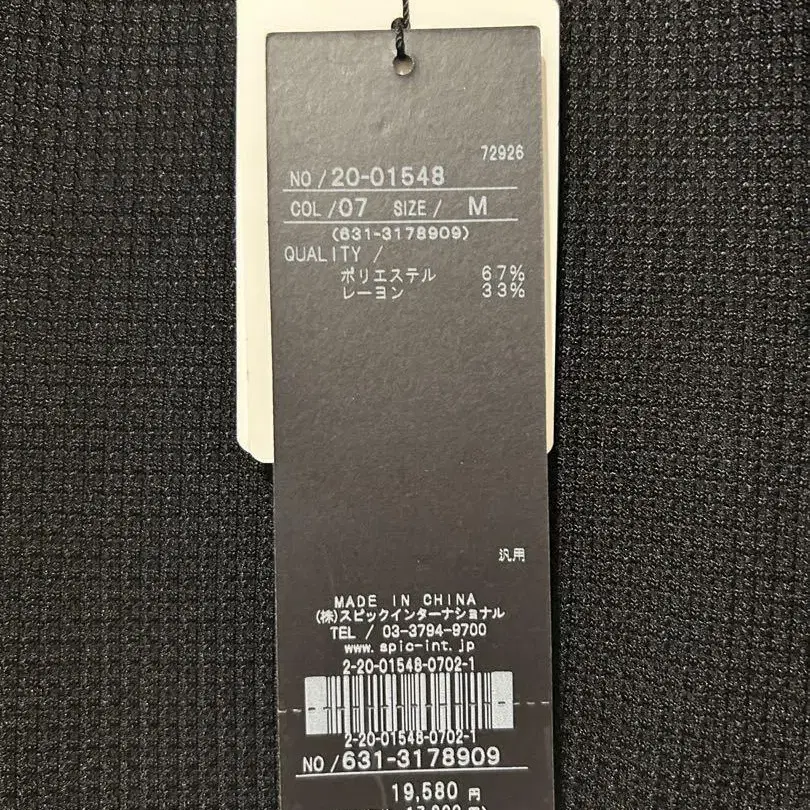 72926
NO / 20-01548
COL / 07 SIZE / M
(631-3178909)
QUALITY /
ポリエステル 67%
レーヨン 33%
汎用
MADE IN CHINA
(株)スピックインターナショナル
TEL / 03-3794-9700
www.spic-int.jp
2-20-01548-0702-1
2-20-01548-0702-1
NO / 631-3178909
19,580 円